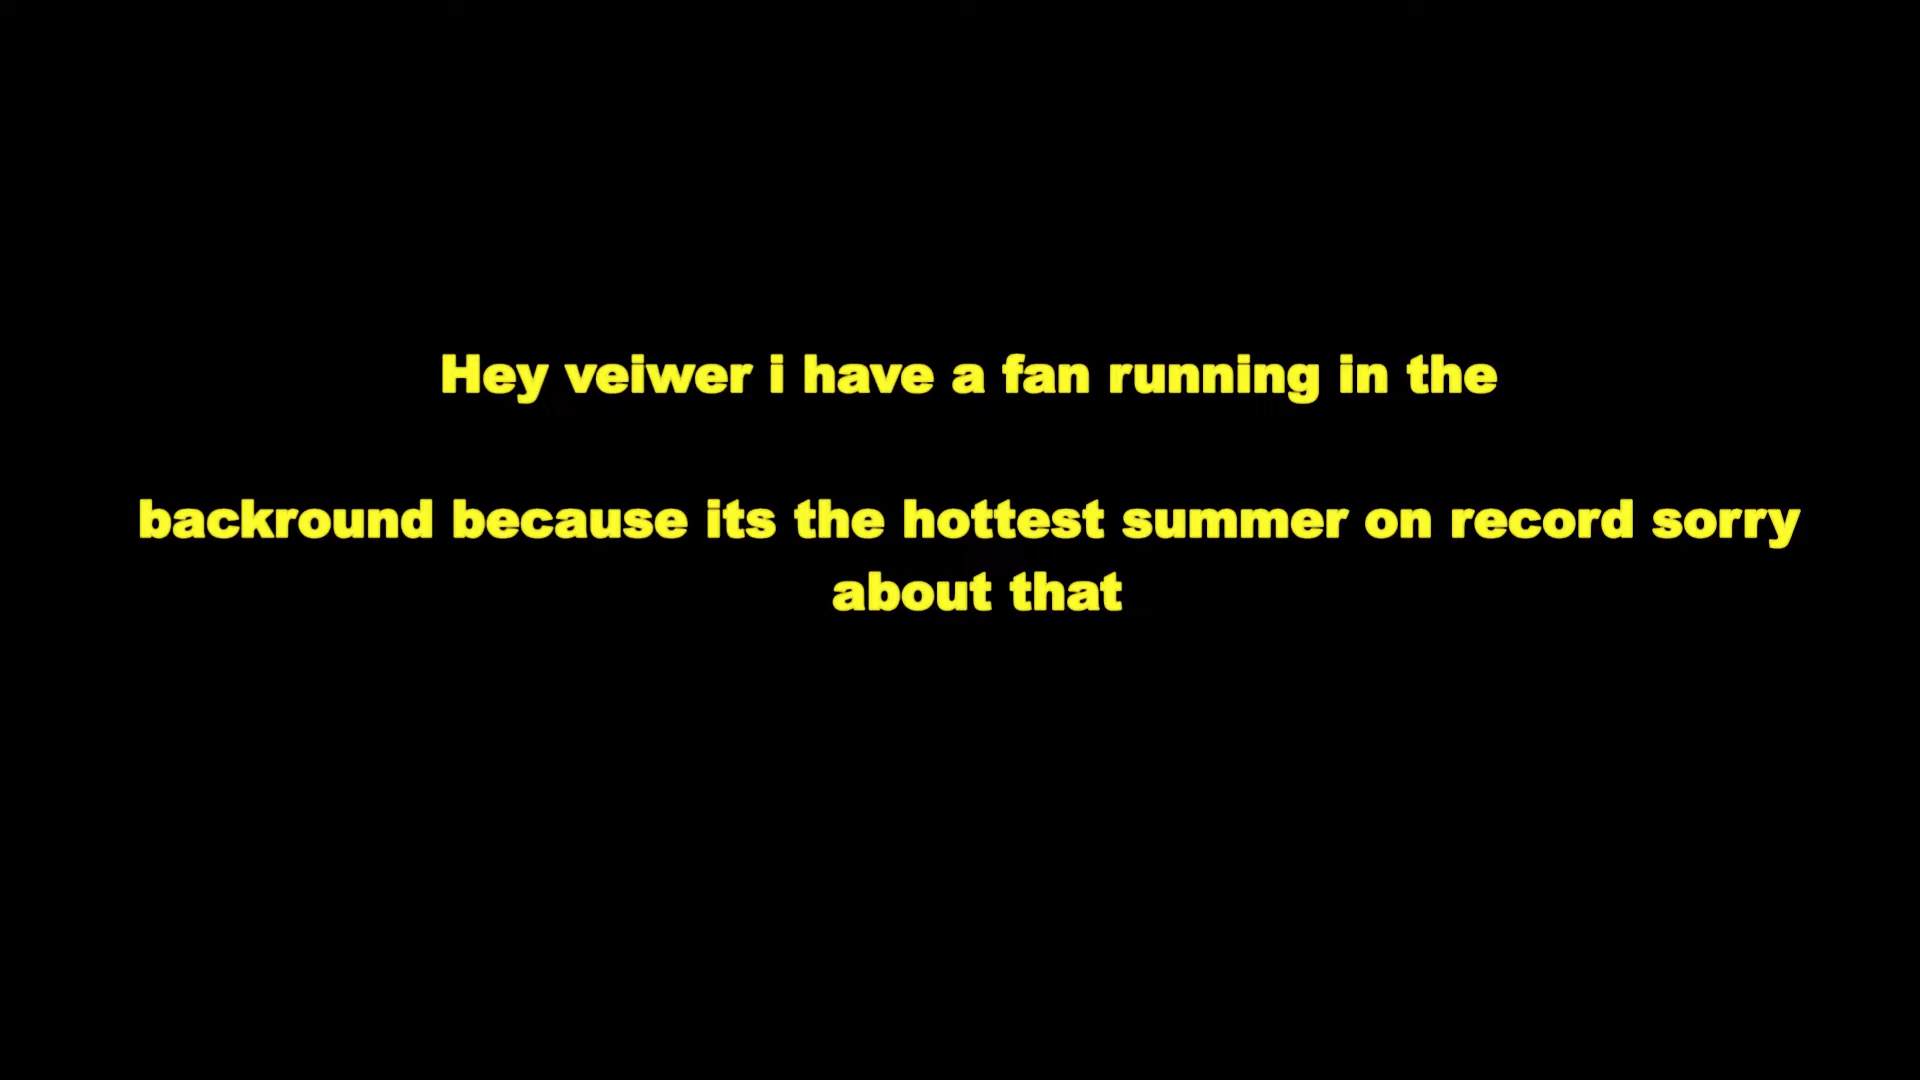 Hey veiwer i have a fan running in the
backround because its the hottest summer on record sorry
about that